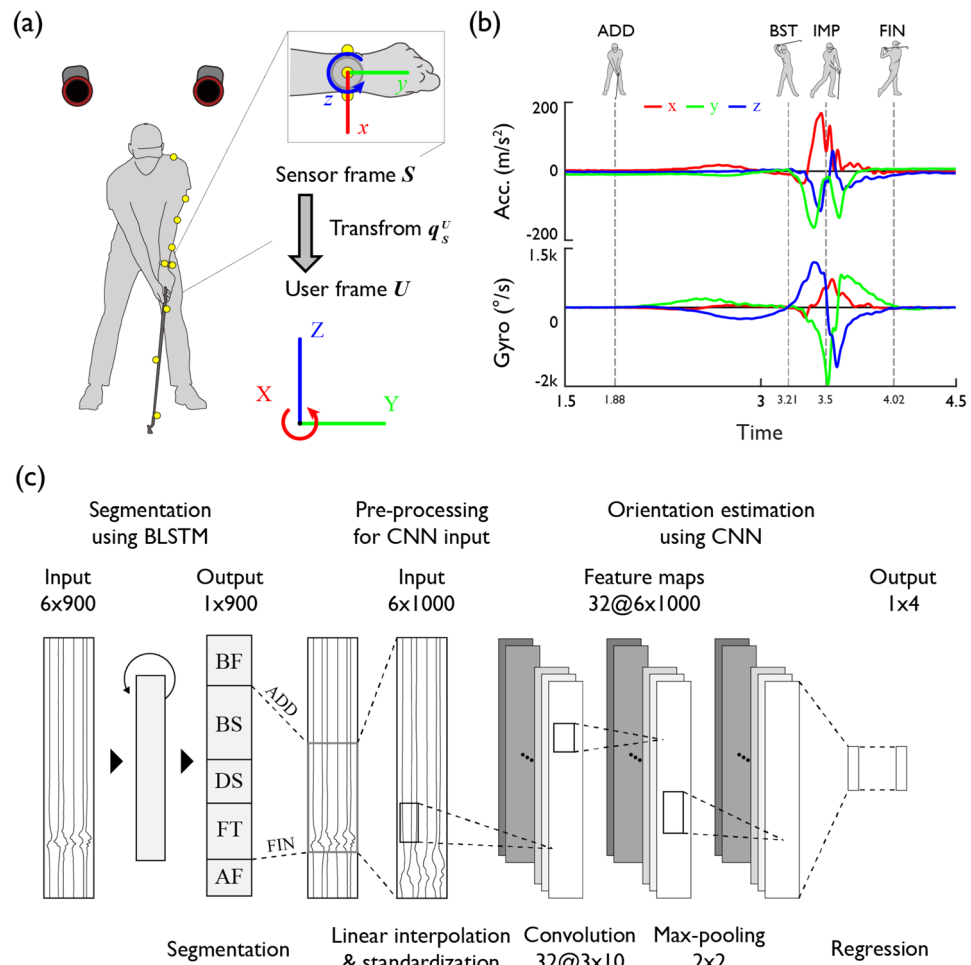 (a)
z
y
x
Sensor frame S
Transfrom q_S^U
User frame U
Z
X
Y
(b)
ADD
BST
IMP
FIN
x
y
z
200
0
-200
Acc. (m/s²)
1.5k
0
-2k
Gyro (°/s)
1.5
1.88
3
3.21
3.5
4.02
4.5
Time
(c)
Segmentation
using BLSTM
Pre-processing
for CNN input
Orientation estimation
using CNN
Input
6x900
Output
1x900
Input
6x1000
Feature maps
32@6x1000
Output
1x4
BF
BS
DS
FT
AF
ADD
FIN
Segmentation
Linear interpolation
& standardization
Convolution
32@3x10
Max-pooling
2x2
Regression